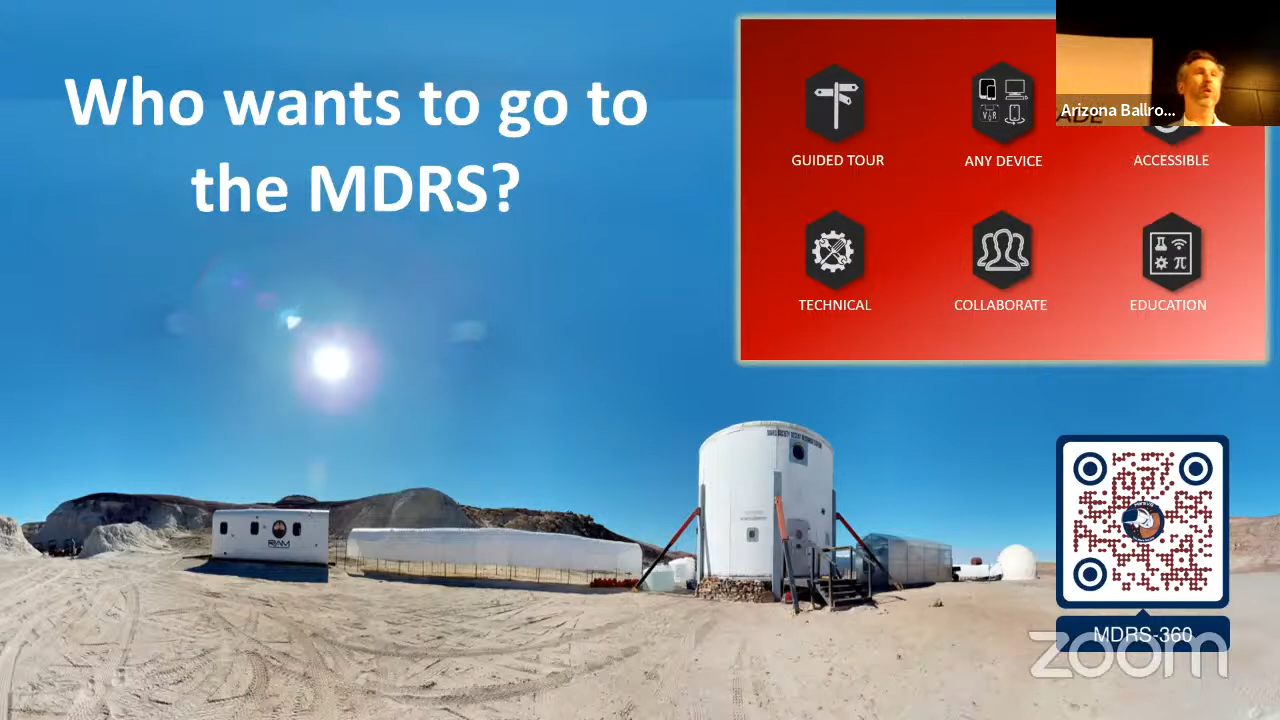 Who wants to go to
the MDRS?
Arizona Ballro...
GUIDED TOUR
ANY DEVICE
ACCESSIBLE
TECHNICAL
COLLABORATE
EDUCATION
RAM
MDRS-360
zoom